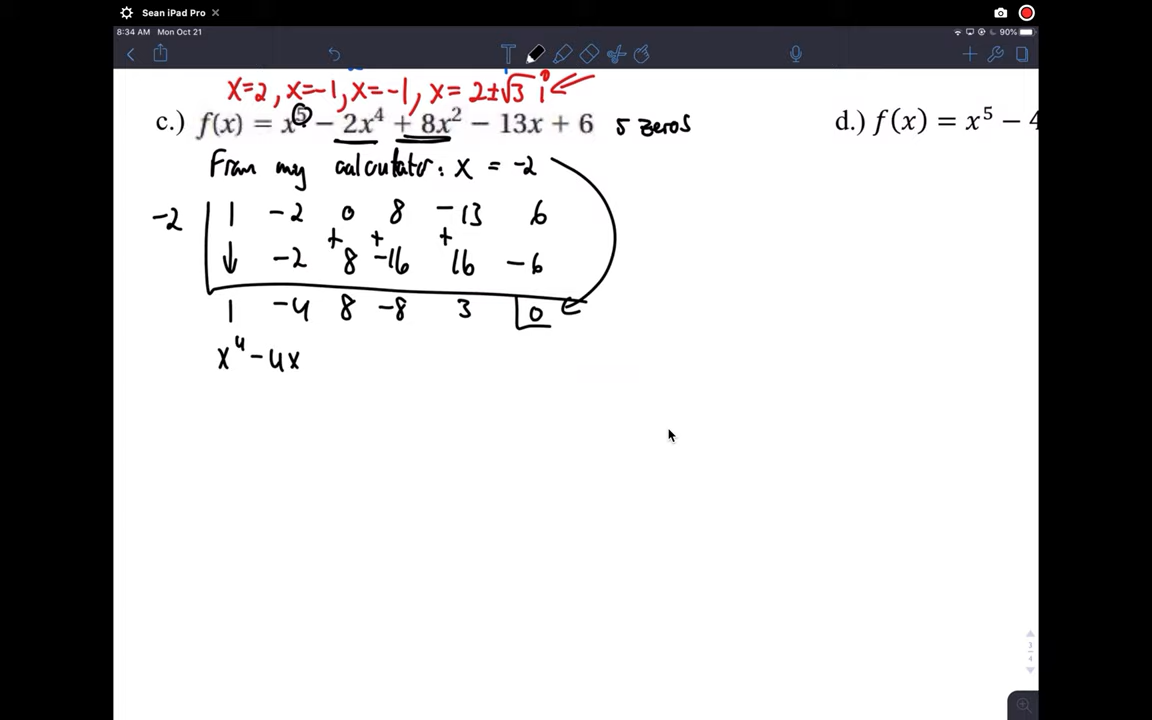 Sean iPad Pro ×
8:34 AM Mon Oct 21 90%
T
x=2, x=-1, x=-1, x= 2±√3 i
c.) f(x) = x⁵ − 2x⁴ + 8x² − 13x + 6 5 zeros d.) f(x) = x⁵ − 4
From my calculator: x = -2
-2 1 -2 0 8 -13 6
+ + +
↓ -2 8 -16 16 -6
1 -4 8 -8 3 0
x⁴-4x
3
4